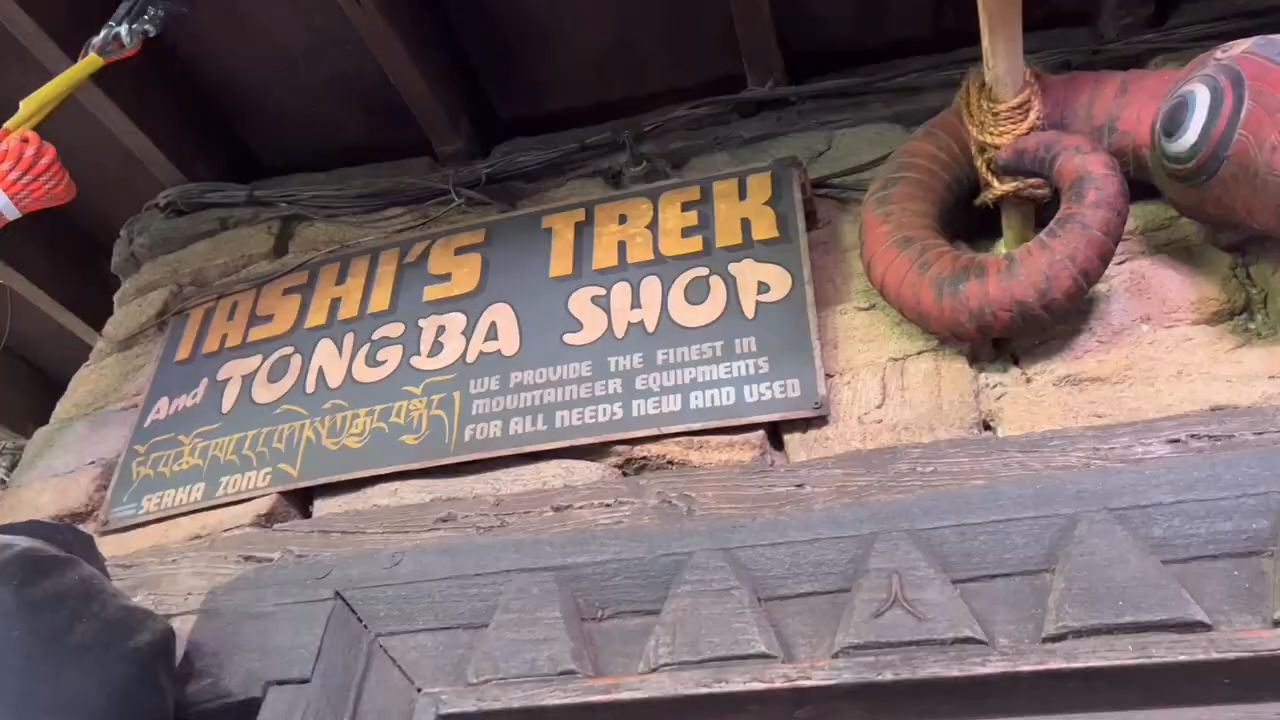 TASHI'S TREK
And TONGBA SHOP
WE PROVIDE THE FINEST IN
MOUNTAINEER EQUIPMENTS
FOR ALL NEEDS NEW AND USED
SERKA ZONG